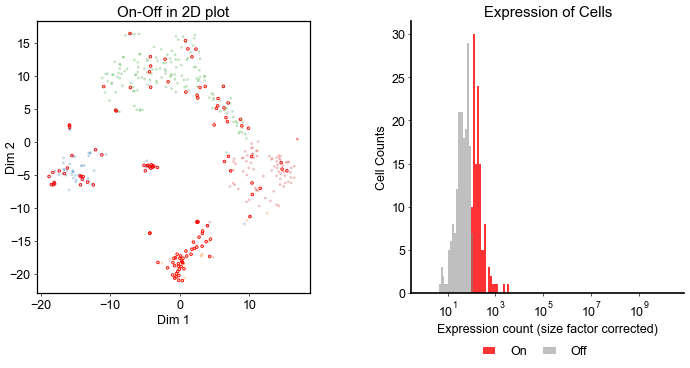 On-Off in 2D plot
15
10
5
0
−5
−10
−15
−20
Dim 2
−20 −10 0 10
Dim 1
Expression of Cells
30
25
20
15
10
5
0
Cell Counts
10^1 10^3 10^5 10^7 10^9
Expression count (size factor corrected)
On Off